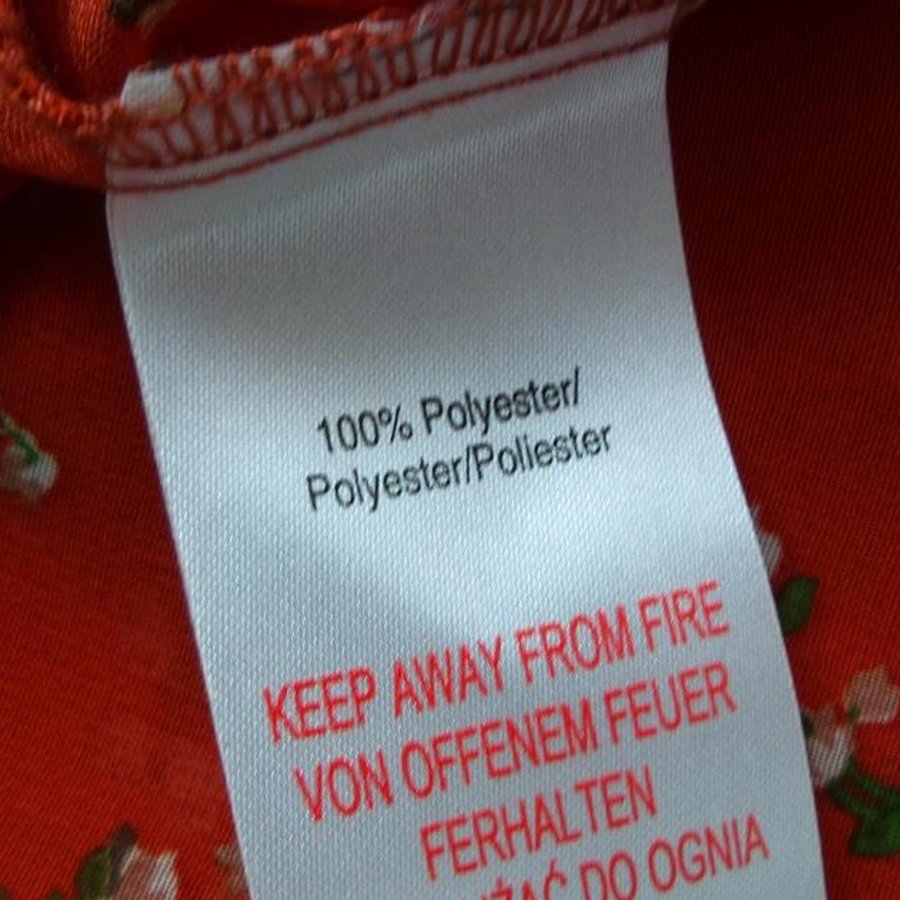 100% Polyester/
Polyester/Poliester
KEEP AWAY FROM FIRE
VON OFFENEM FEUER
FERHALTEN
DO OGNIA